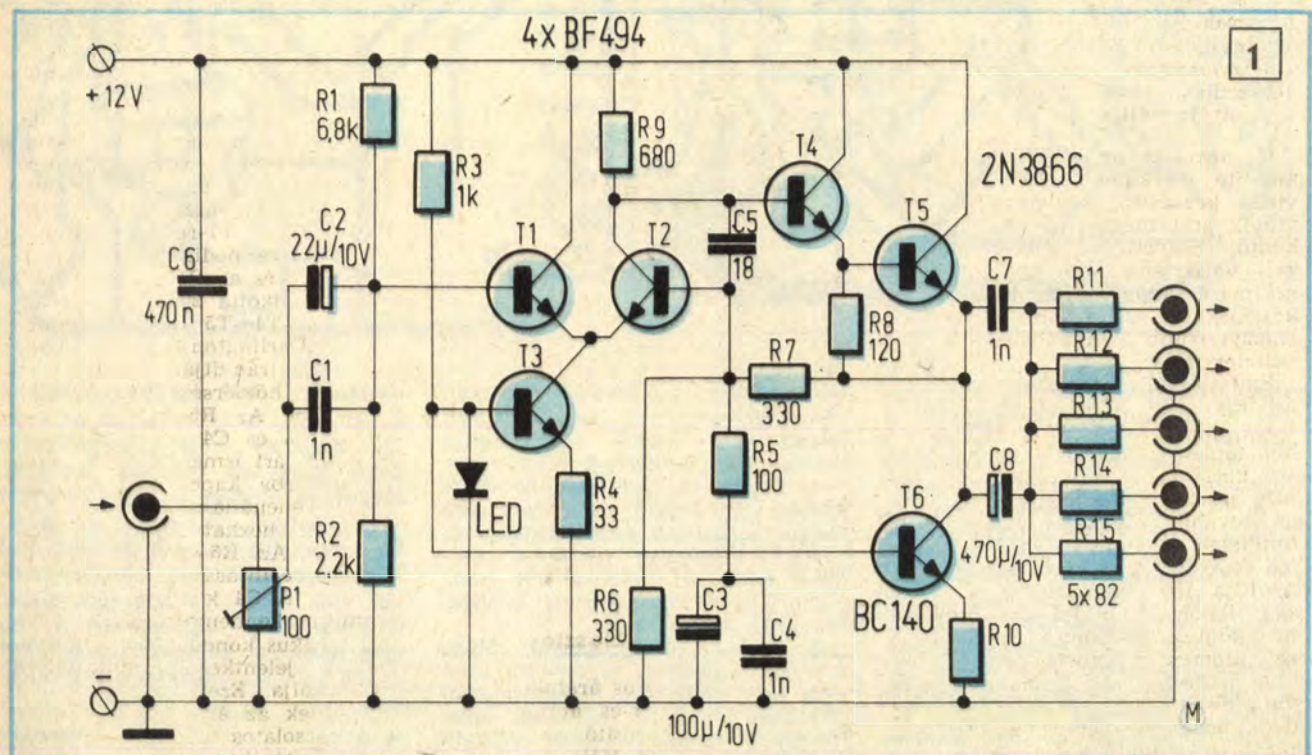 4x BF494
1
+12V
R1
6,8k
R3
1k
R9
680
T4
2N3866
C2
22μ/10V
C6
470n
T1
T2
C5
18
T5
C7
1n
R11
R12
R13
R14
R15
5x82
R8
120
R7
330
C1
1n
T3
LED
R4
33
R5
100
C8
470μ/10V
T6
BC140
R2
2,2k
P1
100
R6
330
C3
100μ/10V
C4
1n
R10
M